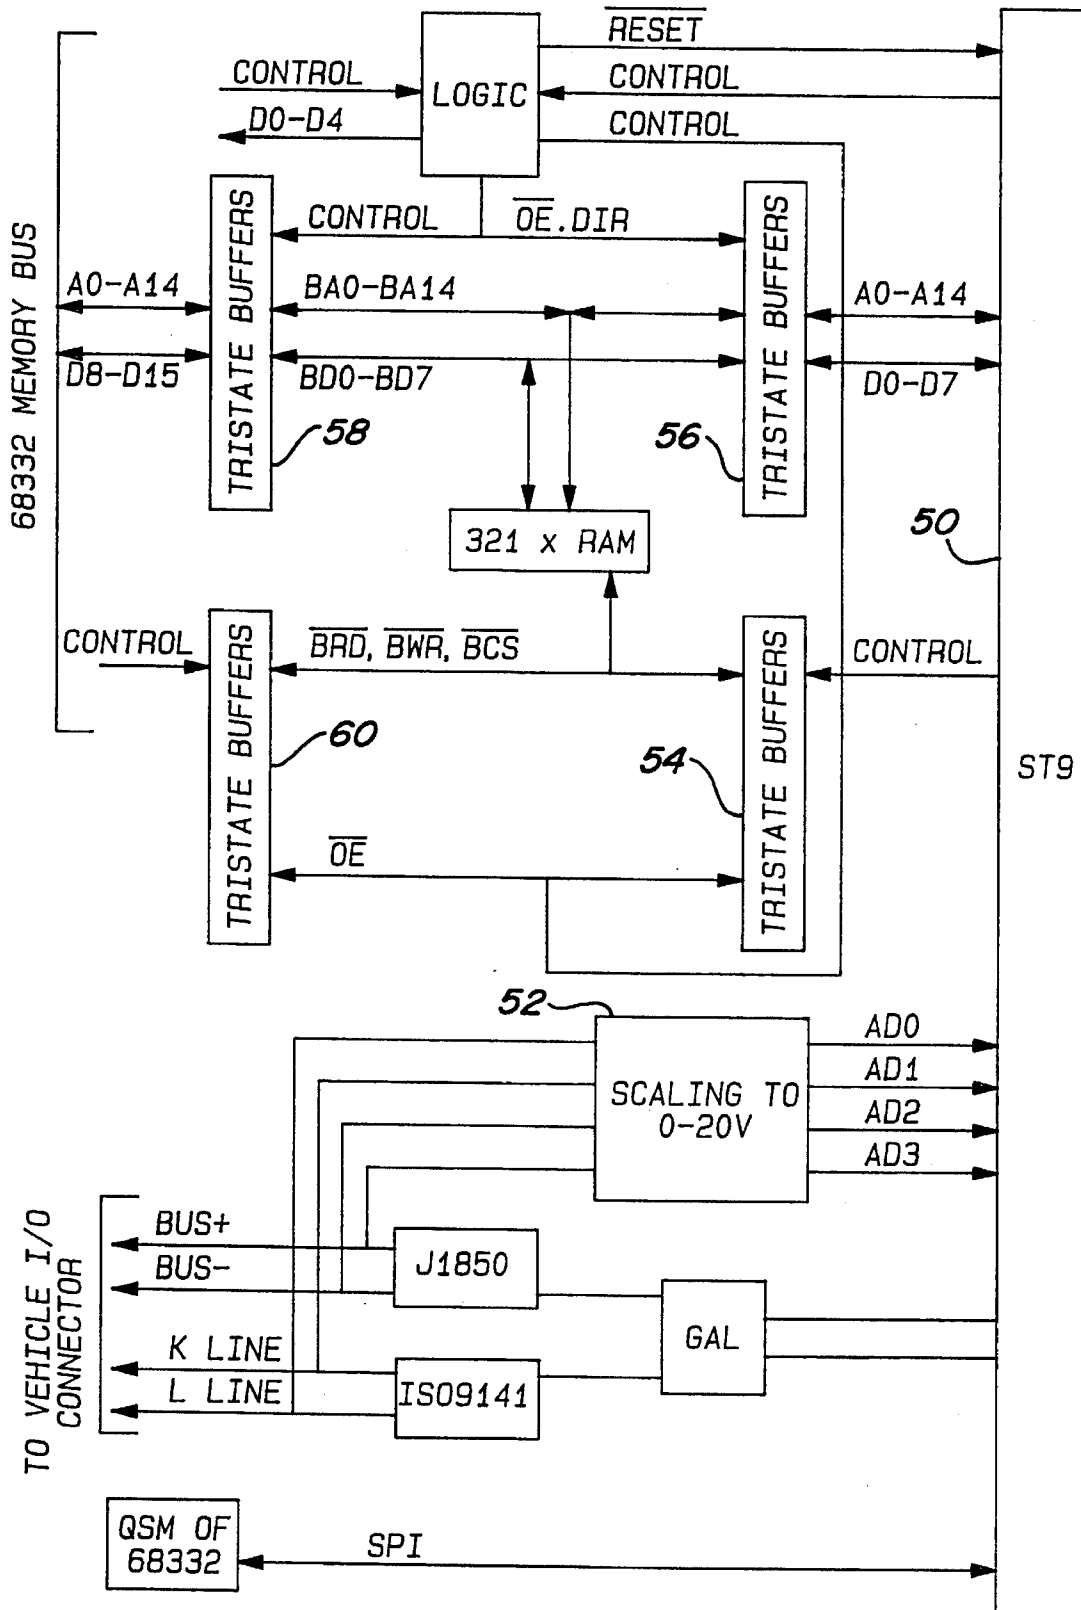 RESET
CONTROL
CONTROL
LOGIC
D0-D4
CONTROL
CONTROL
OE.DIR
68332 MEMORY BUS
TRISTATE BUFFERS
TRISTATE BUFFERS
A0-A14
BA0-BA14
A0-A14
D8-D15
BD0-BD7
D0-D7
58
56
50
321 x RAM
CONTROL
BRD, BWR, BCS
CONTROL
TRISTATE BUFFERS
TRISTATE BUFFERS
60
54
ST9
OE
52
SCALING TO
0-20V
AD0
AD1
AD2
AD3
TO VEHICLE I/O
CONNECTOR
BUS+
BUS-
J1850
GAL
K LINE
L LINE
ISO9141
QSM OF
68332
SPI